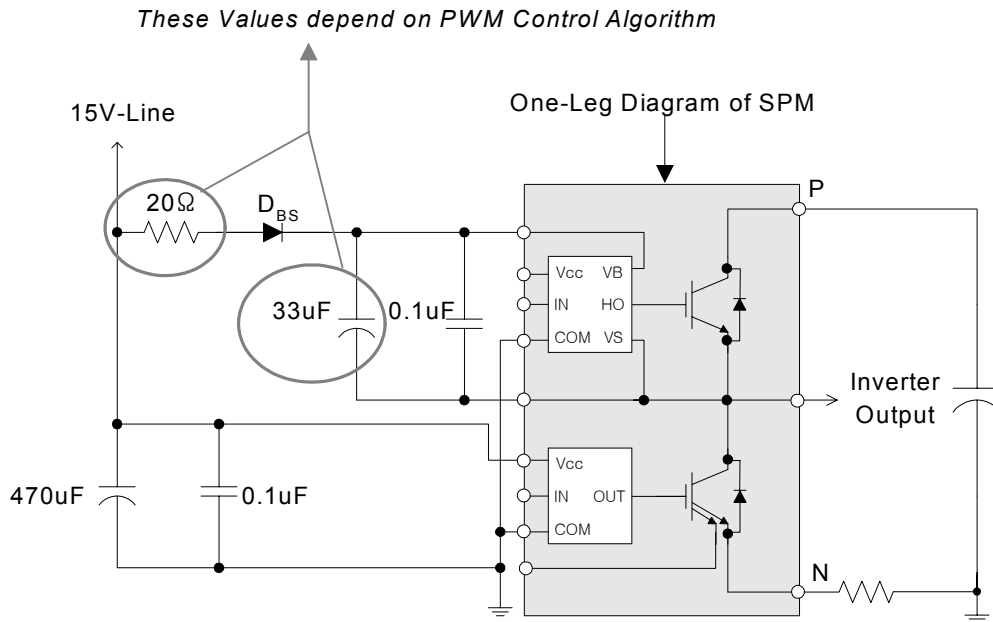 These Values depend on PWM Control Algorithm
15V-Line
One-Leg Diagram of SPM
P
20Ω
DBS
Vcc VB
IN HO
COM VS
33uF
0.1uF
Inverter
Output
Vcc
IN OUT
COM
470uF
0.1uF
N